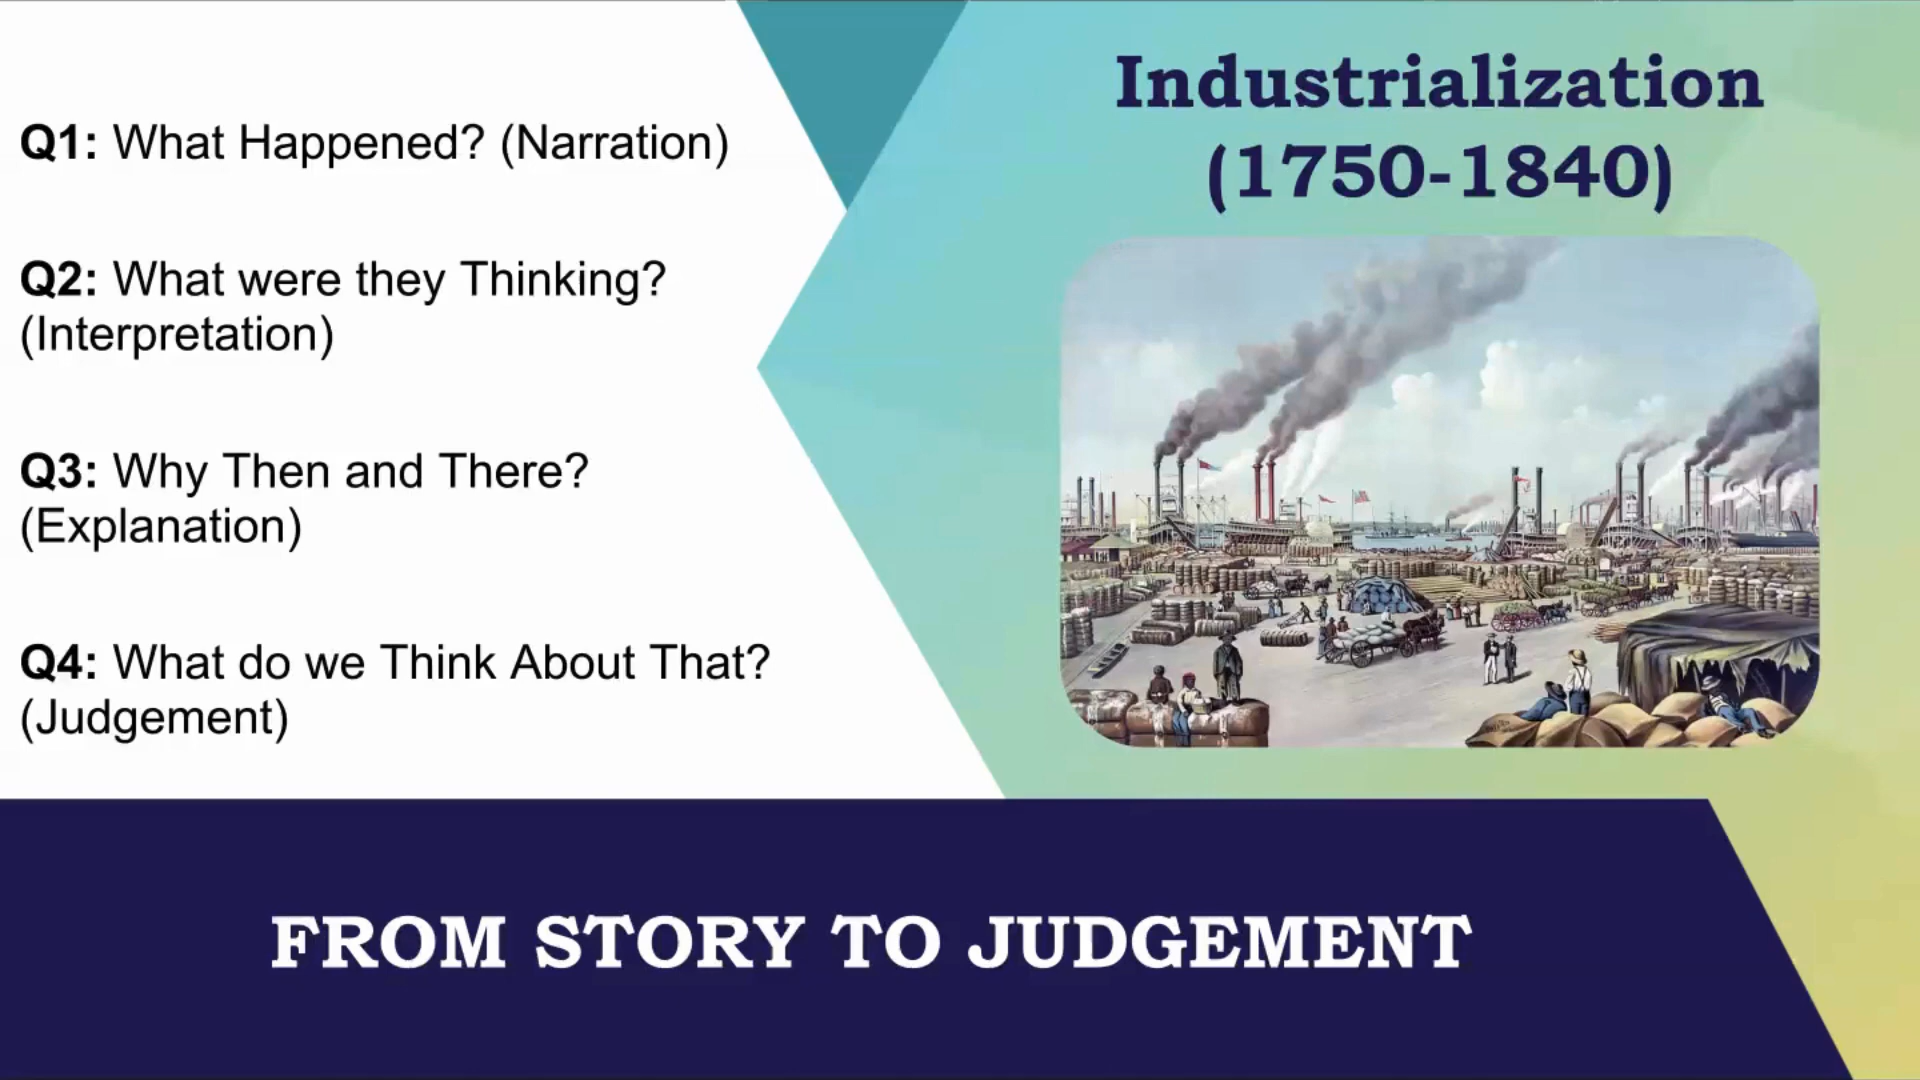 Q1: What Happened? (Narration)
Q2: What were they Thinking?
(Interpretation)
Q3: Why Then and There?
(Explanation)
Q4: What do we Think About That?
(Judgement)
Industrialization
(1750-1840)
FROM STORY TO JUDGEMENT